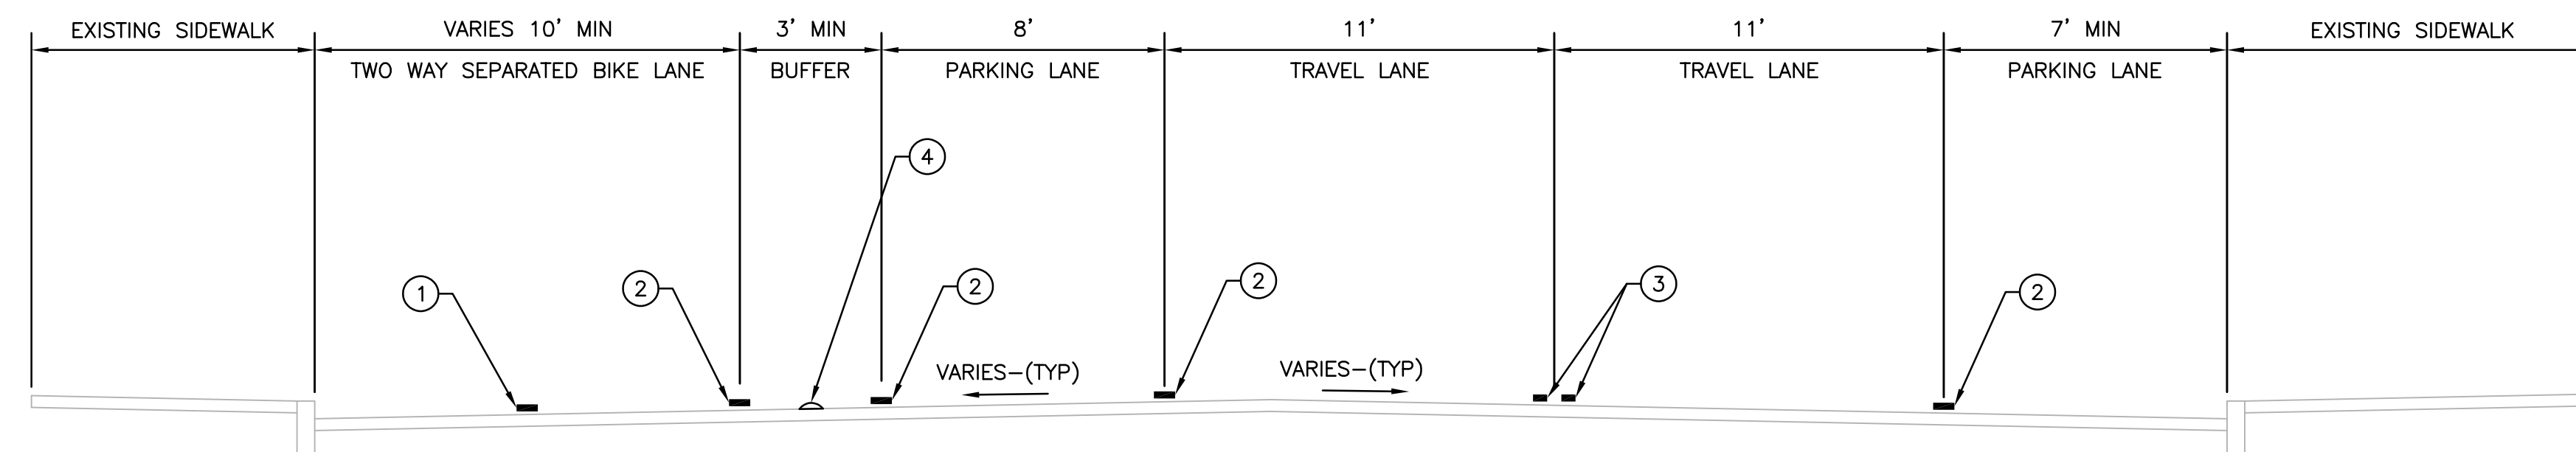 EXISTING SIDEWALK
VARIES 10' MIN
3' MIN
8'
11'
11'
7' MIN
EXISTING SIDEWALK
TWO WAY SEPARATED BIKE LANE
BUFFER
PARKING LANE
TRAVEL LANE
TRAVEL LANE
PARKING LANE
4
1
2
2
2
3
2
VARIES-(TYP)
VARIES-(TYP)